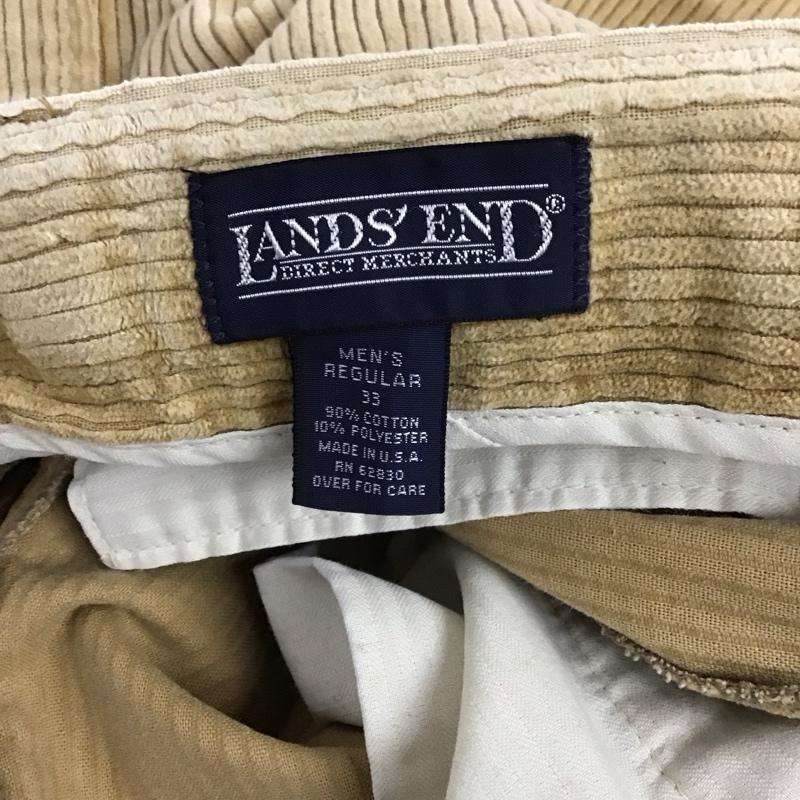 LANDS' END®
DIRECT MERCHANTS
MEN'S
REGULAR
33
90% COTTON
10% POLYESTER
MADE IN U.S.A.
RN 62830
OVER FOR CARE